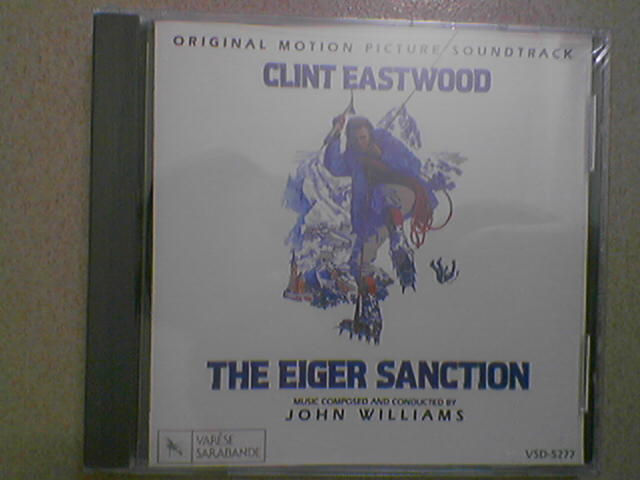 ORIGINAL MOTION PICTURE SOUNDTRACK
CLINT EASTWOOD
THE EIGER SANCTION
MUSIC COMPOSED AND CONDUCTED BY
JOHN WILLIAMS
VARÈSE
SARABANDE
VSD-5277